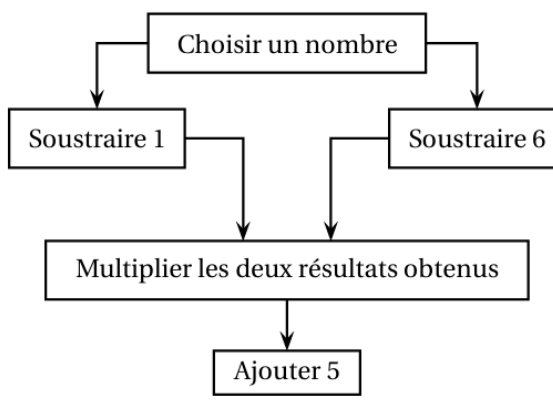 Choisir un nombre
Soustraire 1
Soustraire 6
Multiplier les deux résultats obtenus
Ajouter 5